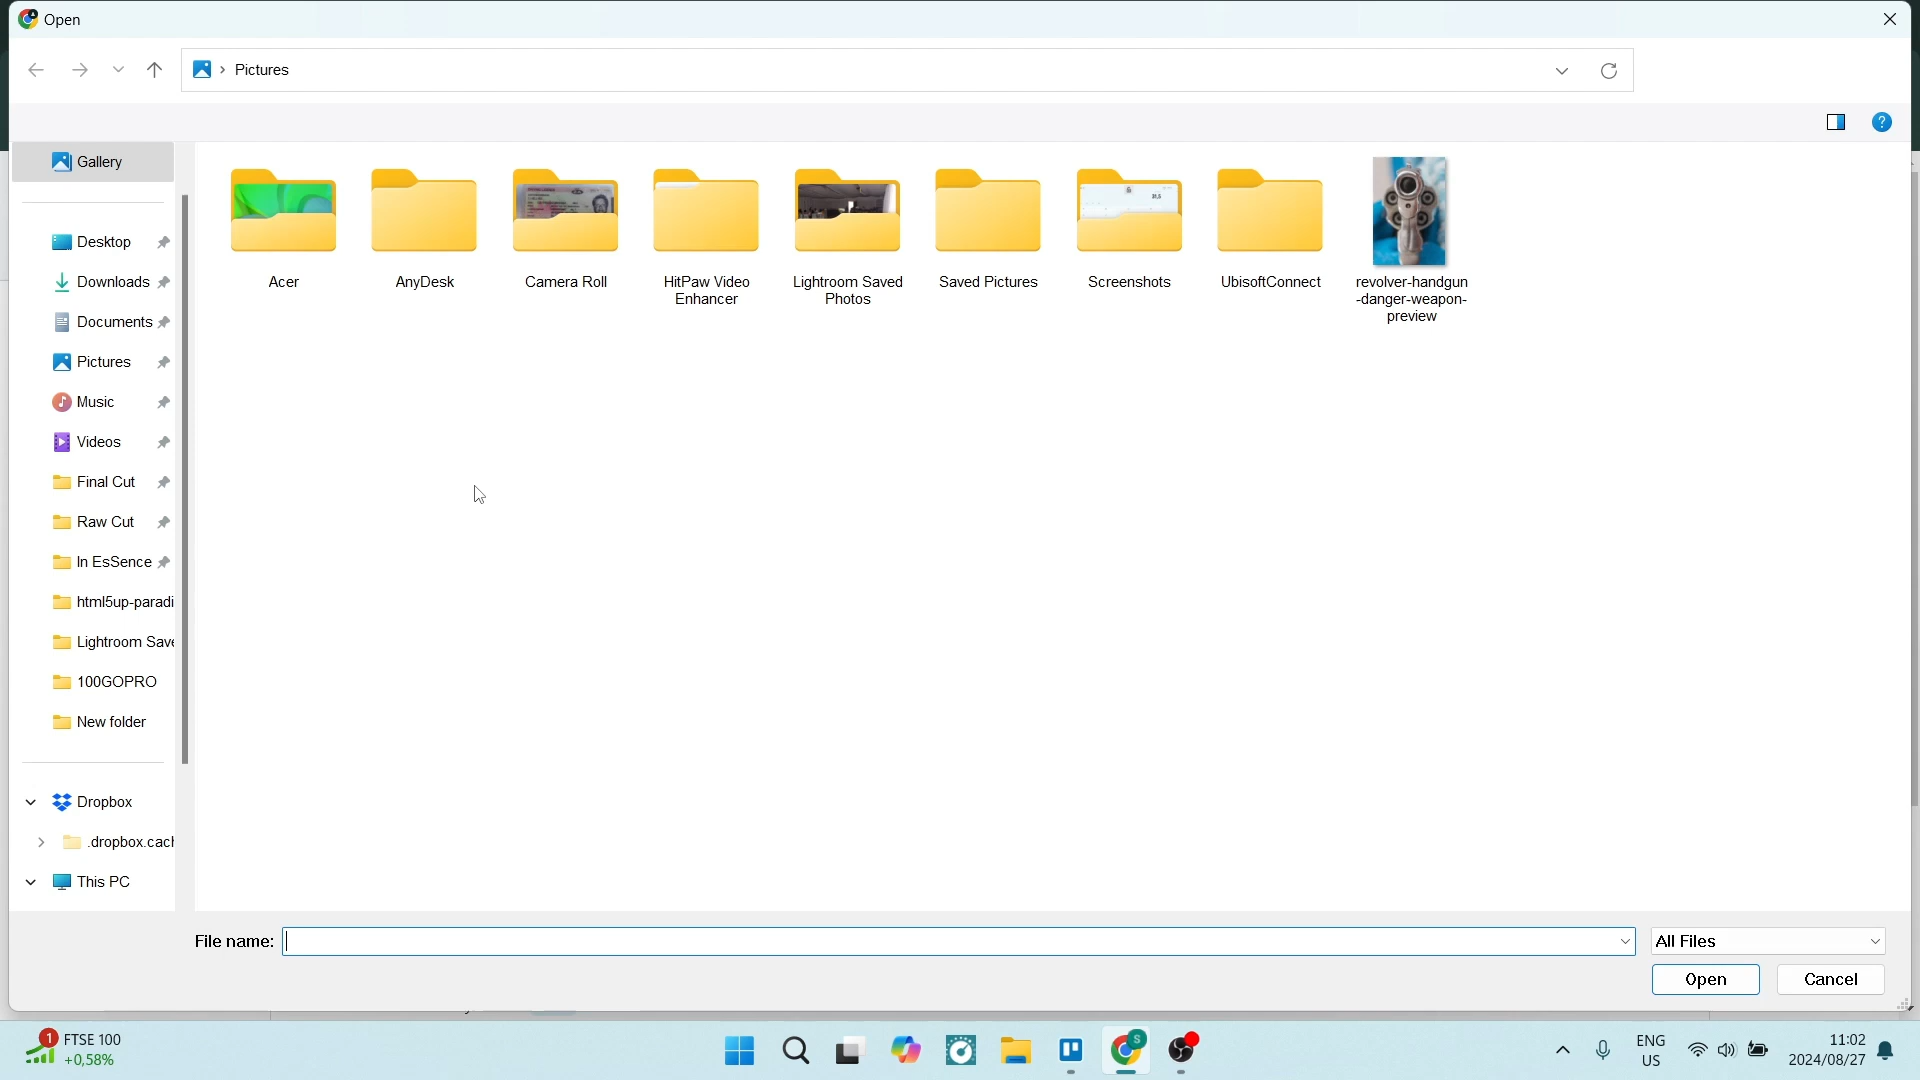 Open
Pictures
Gallery
Desktop
Downloads
Documents
Pictures
Music
Videos
Final Cut
Raw Cut
In EsSence
html5up-paradi
Lightroom Save
100GOPRO
New folder
Dropbox
.dropbox.cach
This PC
Acer
AnyDesk
Camera Roll
HitPaw Video
Enhancer
Lightroom Saved
Photos
Saved Pictures
Screenshots
UbisoftConnect
revolver-handgun
-danger-weapon-
preview
File name:
All Files
Open
Cancel
1
FTSE 100
+0,58%
S
ENG
US
11:02
2024/08/27